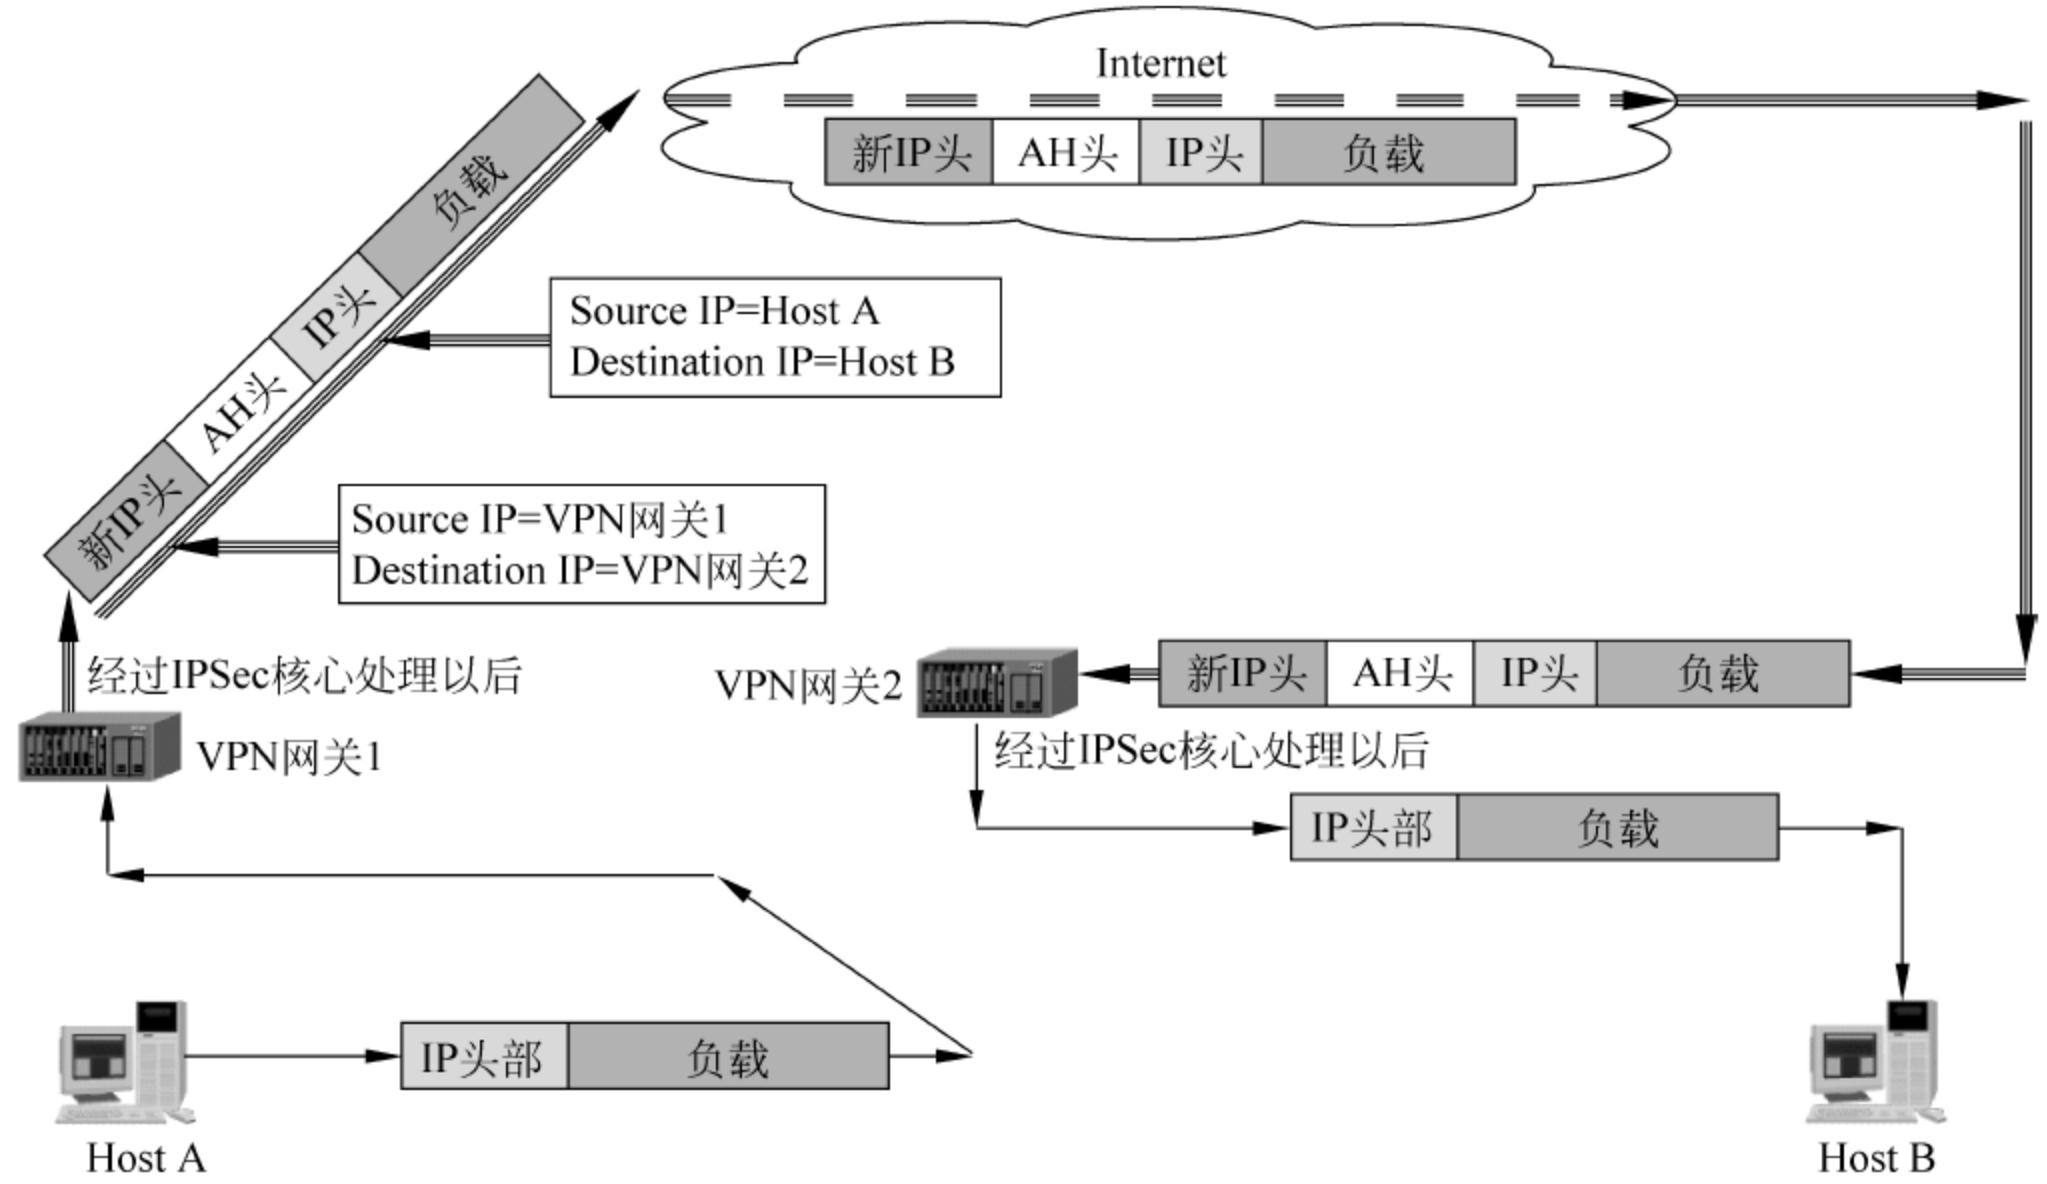 Internet
新IP头 AH头 IP头 负载
负载
IP头
AH头
新IP头
Source IP=Host A
Destination IP=Host B
Source IP=VPN网关1
Destination IP=VPN网关2
经过IPSec核心处理以后
VPN网关1
VPN网关2
新IP头 AH头 IP头 负载
经过IPSec核心处理以后
IP头部 负载
IP头部 负载
Host A
Host B